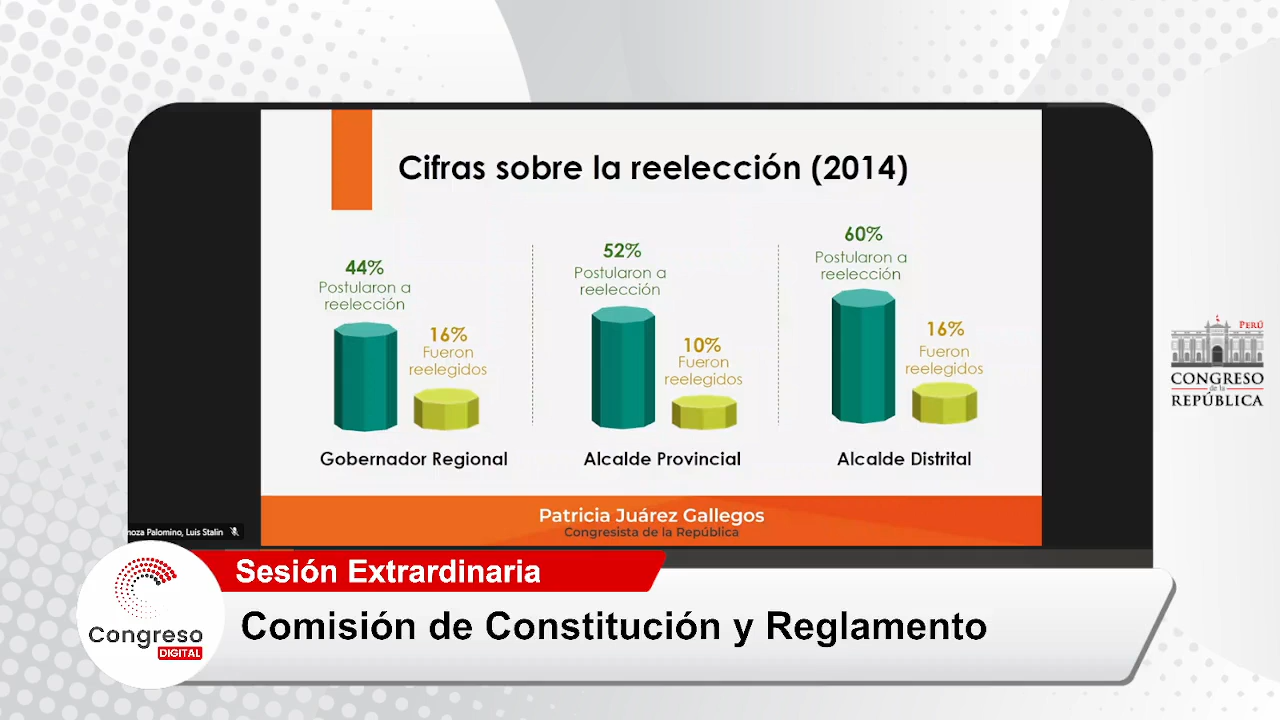 Cifras sobre la reelección (2014)
44%
Postularon a
reelección
16%
Fueron
reelegidos
Gobernador Regional
52%
Postularon a
reelección
10%
Fueron
reelegidos
Alcalde Provincial
60%
Postularon a
reelección
16%
Fueron
reelegidos
Alcalde Distrital
Patricia Juárez Gallegos
Congresista de la República
Palomino, Luis Stalin
PERÚ
CONGRESO
de la
REPÚBLICA
Sesión Extrardinaria
Comisión de Constitución y Reglamento
Congreso
DIGITAL